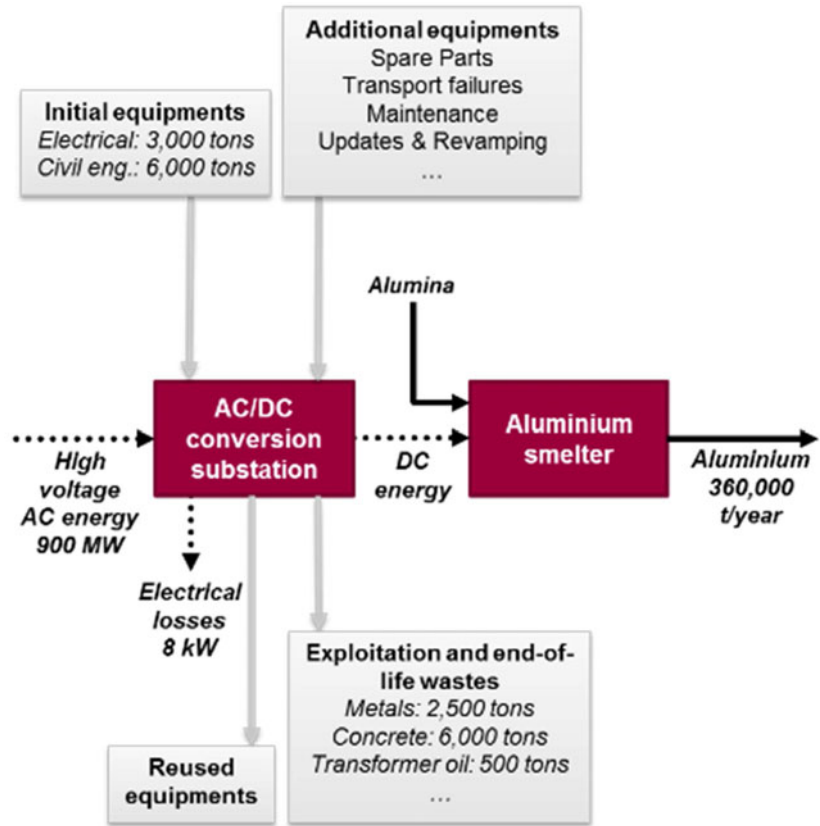 Additional equipments
Spare Parts
Transport failures
Maintenance
Updates & Revamping
...
Initial equipments
Electrical: 3,000 tons
Civil eng.: 6,000 tons
Alumina
AC/DC
conversion
substation
Aluminium
smelter
High
voltage
AC energy
900 MW
DC
energy
Aluminium
360,000
t/year
Electrical
losses
8 kW
Exploitation and end-of-
life wastes
Metals: 2,500 tons
Concrete: 6,000 tons
Transformer oil: 500 tons
...
Reused
equipments